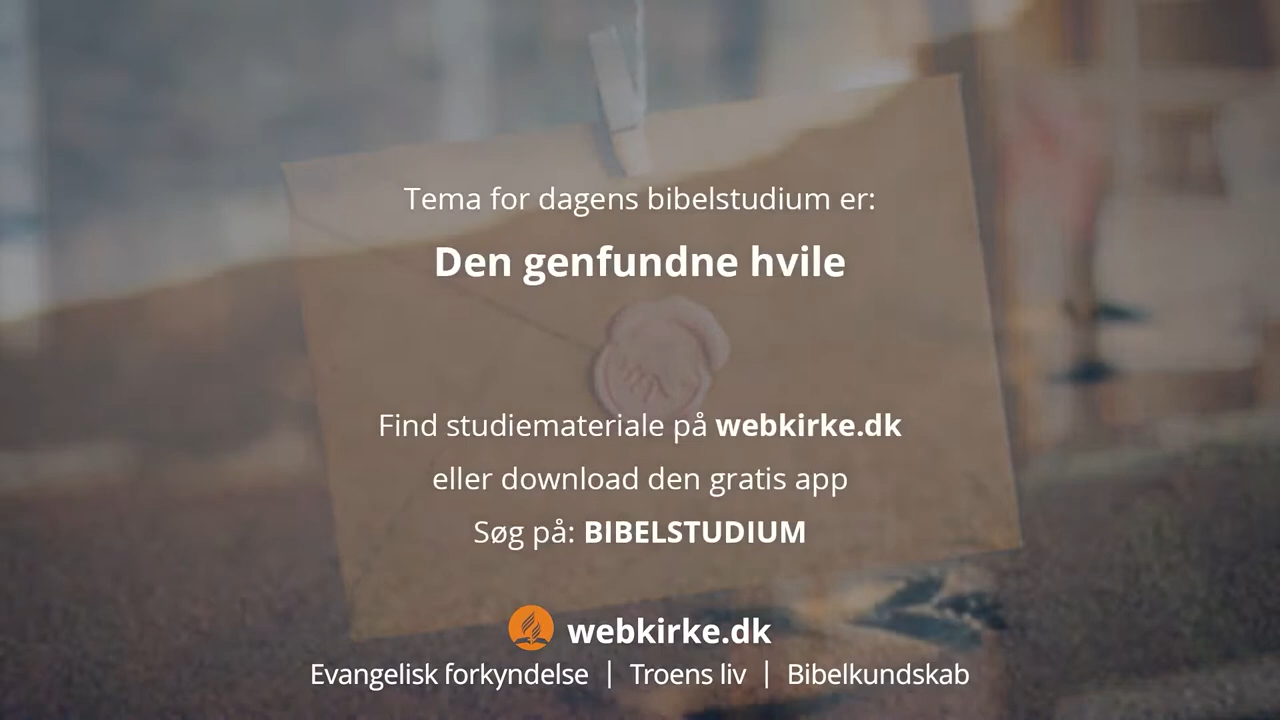 Tema for dagens bibelstudium er:
Den genfundne hvile
Find studiemateriale på webkirke.dk
eller download den gratis app
Søg på: BIBELSTUDIUM
webkirke.dk
Evangelisk forkyndelse | Troens liv | Bibelkundskab